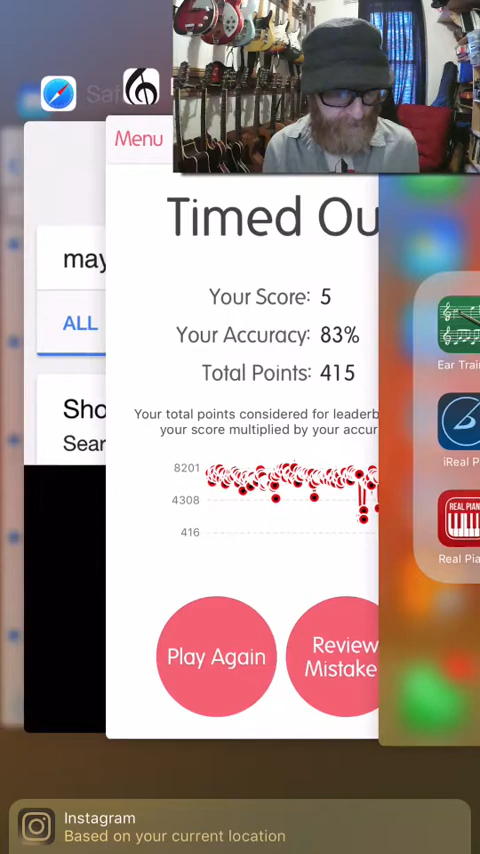 Safari
Menu
Timed Ou
may
ALL
Sho
Sear
Your Score: 5
Your Accuracy: 83%
Total Points: 415
Your total points considered for leaderb
your score multiplied by your accur
8201
4308
416
Play Again
Review
Mistake
Ear Trai
iReal P
REAL PIAN
Real Pia
Instagram
Based on your current location